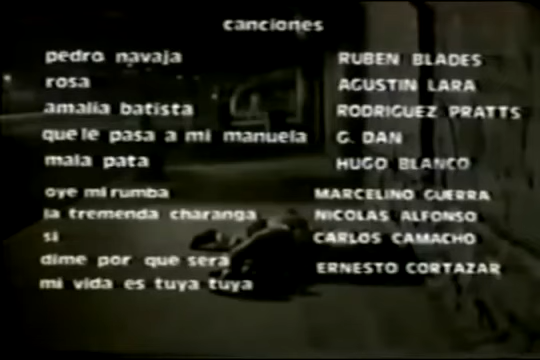 canciones
pedro navaja RUBEN BLADES
rosa AGUSTIN LARA
amalia batista RODRIGUEZ PRATTS
que le pasa a mi manuela G. DAN
mala pata HUGO BLANCO
oye mi rumba MARCELINO GUERRA
la tremenda charanga NICOLAS ALFONSO
si CARLOS CAMACHO
dime por que sera ERNESTO CORTAZAR
mi vida es tuya tuya